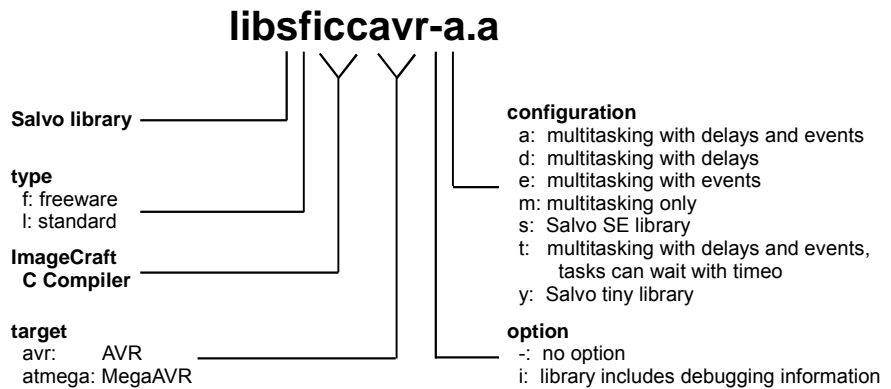 libsficcavr-a.a
Salvo library
type
f: freeware
l: standard
ImageCraft
C Compiler
target
avr: AVR
atmega: MegaAVR
configuration
a: multitasking with delays and events
d: multitasking with delays
e: multitasking with events
m: multitasking only
s: Salvo SE library
t: multitasking with delays and events,
tasks can wait with timeo
y: Salvo tiny library
option
-: no option
i: library includes debugging information